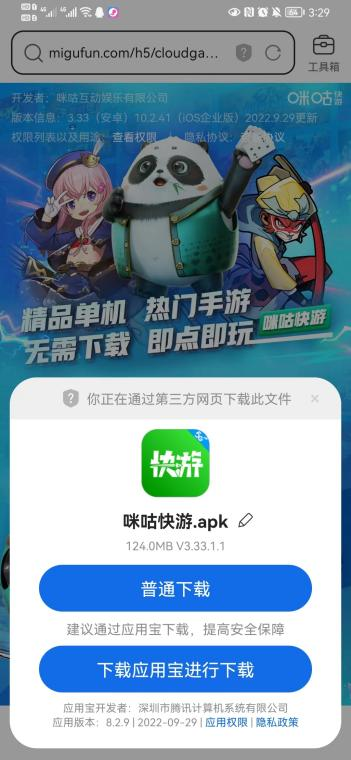 64 3:29
migufun.com/h5/cloudga...
工具箱
开发者：咪咕互动娱乐有限公司
咪咕快游
版本信息：3.33（安卓）10.2.41（iOS企业版）2022.9.29更新
权限列表以及用途：查看权限 隐私协议：
协议
精品单机 热门手游
无需下载 即点即玩
咪咕快游
你正在通过第三方网页下载此文件
快游
咪咕快游.apk
124.0MB V3.33.1.1
普通下载
建议通过应用宝下载，提高安全保障
下载应用宝进行下载
应用宝开发者：深圳市腾讯计算机系统有限公司
应用版本：8.2.9 | 2022-09-29 | 应用权限 | 隐私政策